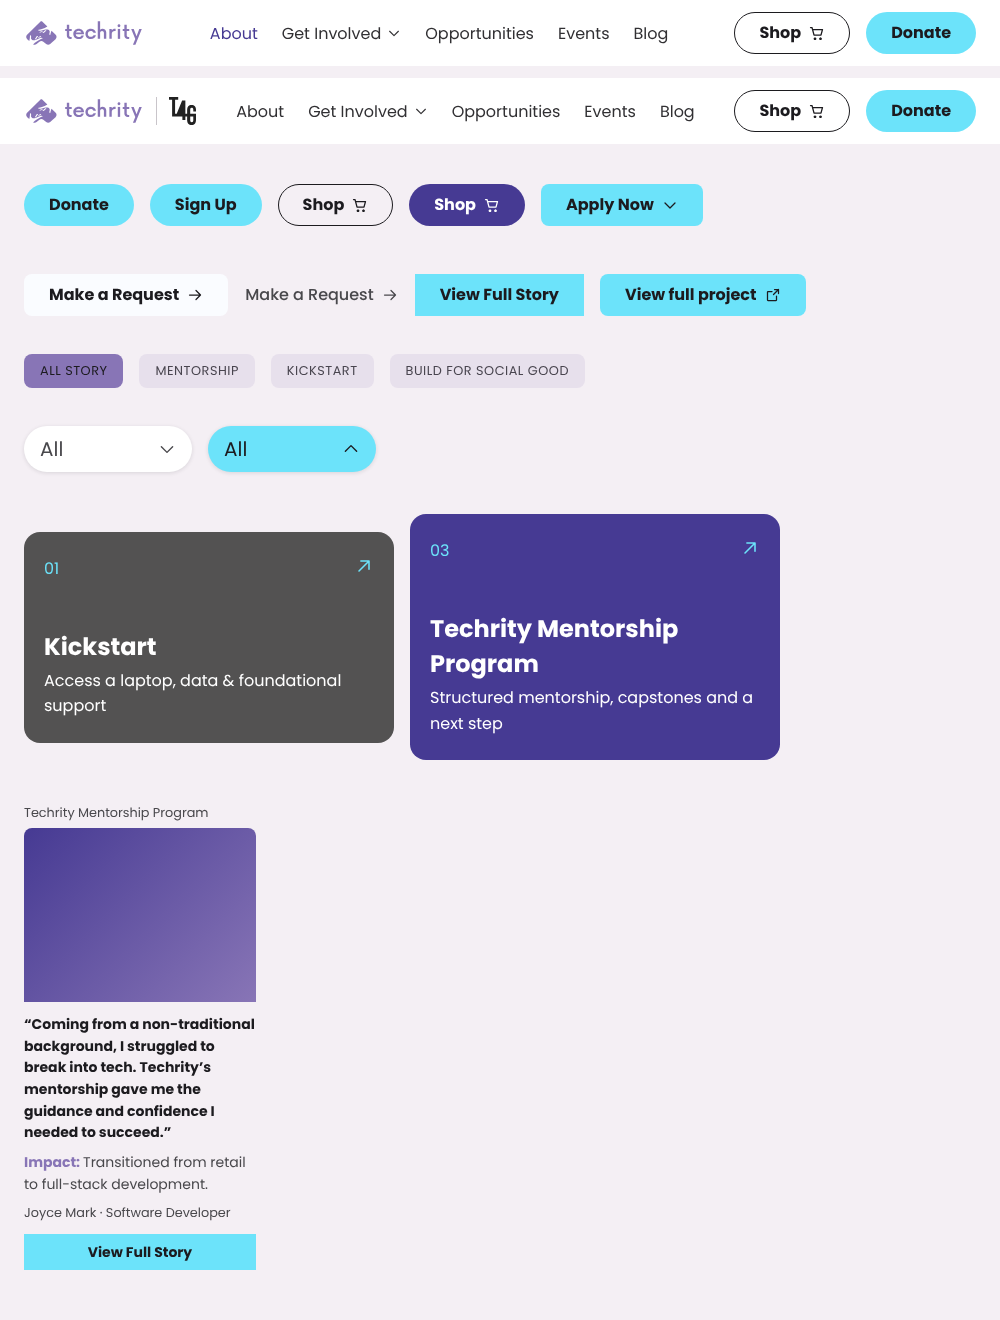 techrity About Get Involved Opportunities Events Blog Shop Donate
techrity T4G About Get Involved Opportunities Events Blog Shop Donate
Donate Sign Up Shop Shop Apply Now
Make a Request Make a Request View Full Story View full project
ALL STORY MENTORSHIP KICKSTART BUILD FOR SOCIAL GOOD
All All
01
Kickstart
Access a laptop, data & foundational
support
03
Techrity Mentorship
Program
Structured mentorship, capstones and a
next step
Techrity Mentorship Program
“Coming from a non-traditional
background, I struggled to
break into tech. Techrity’s
mentorship gave me the
guidance and confidence I
needed to succeed.”
Impact: Transitioned from retail
to full-stack development.
Joyce Mark · Software Developer
View Full Story